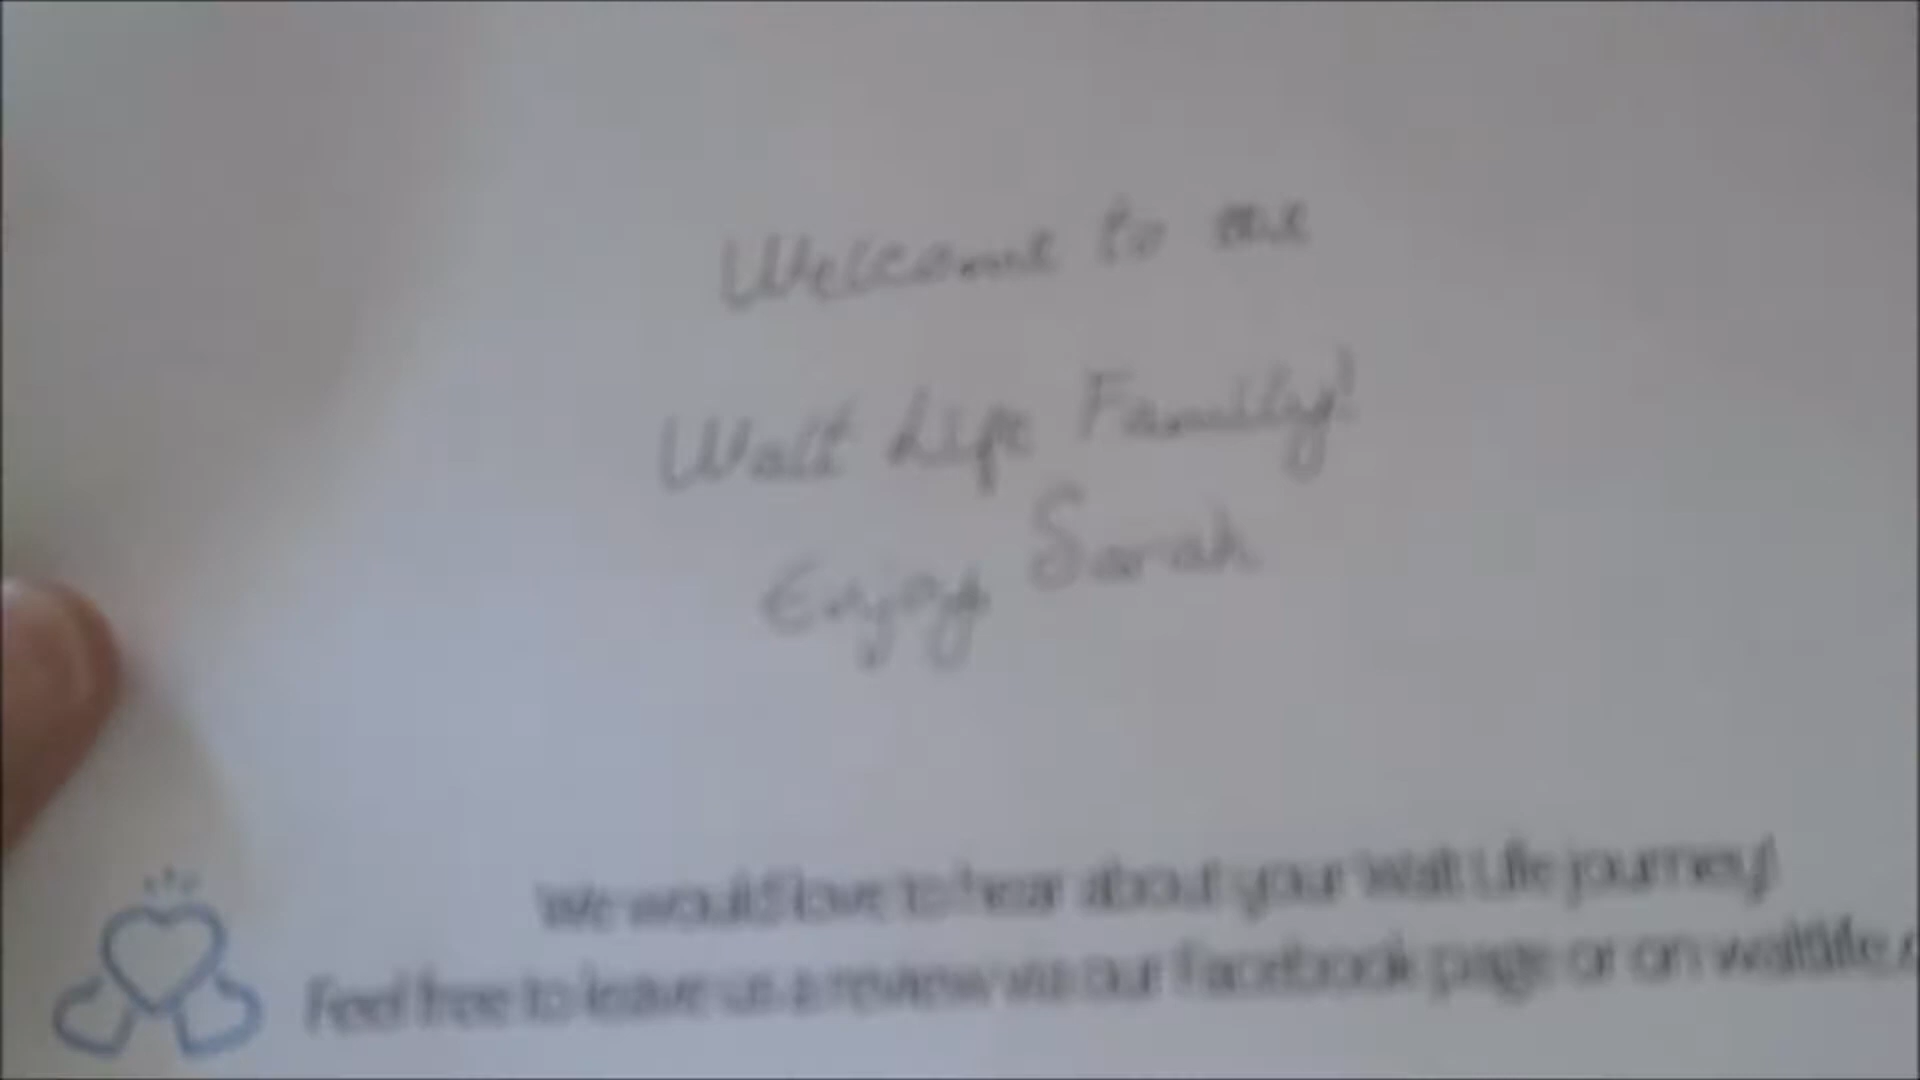 Welcome to the
Walt Life Family!
Enjoy Sarah
We would love to hear about your Walt Life journey!
Feel free to leave us a review via our Facebook page or on waltlife.c